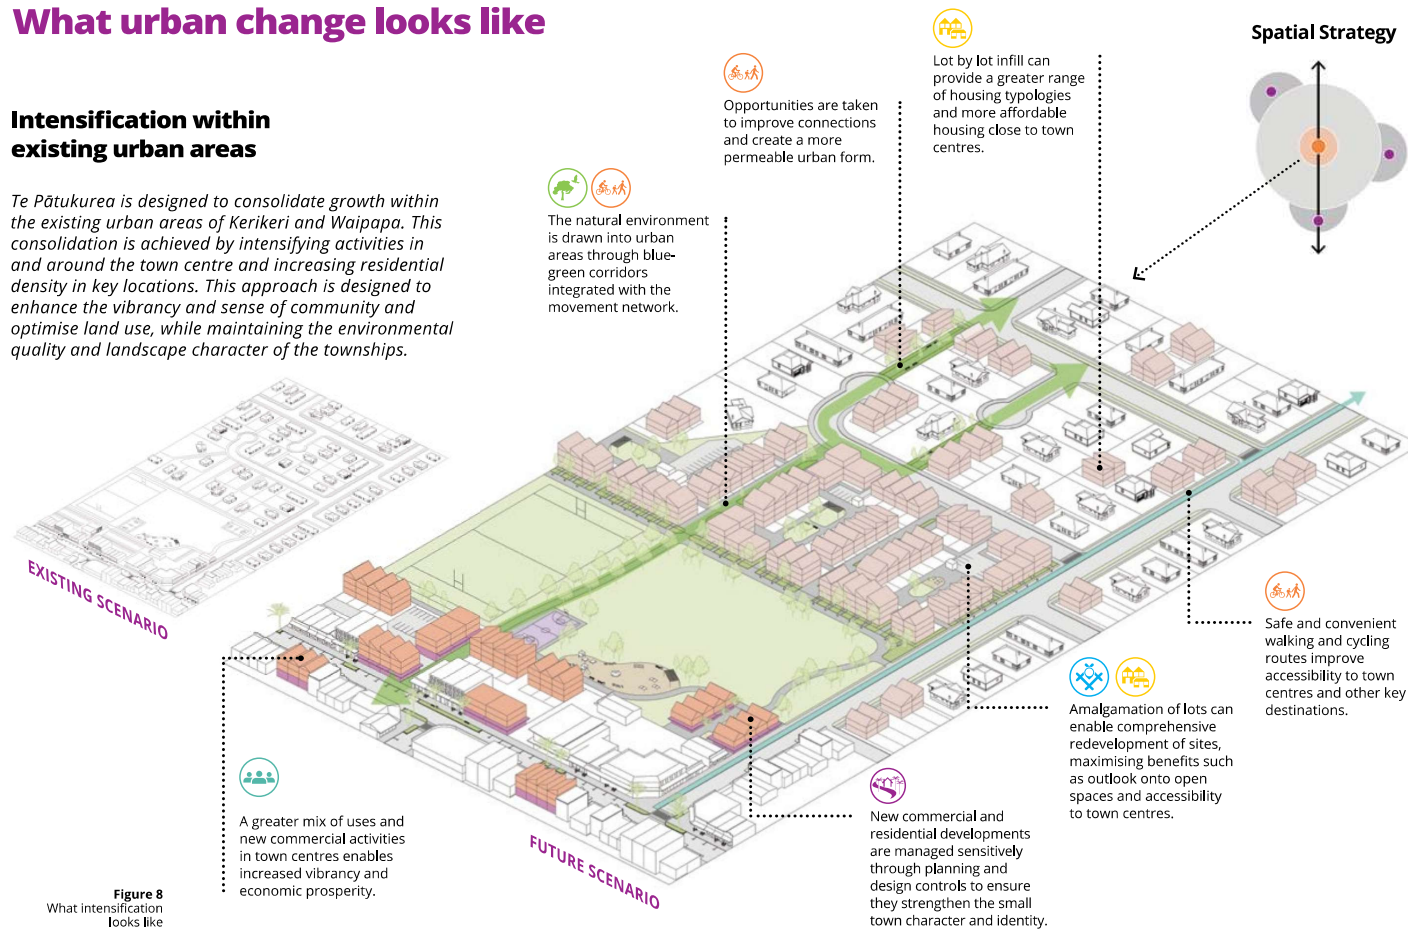 What urban change looks like
Intensification within
existing urban areas
Te Pātukurea is designed to consolidate growth within
the existing urban areas of Kerikeri and Waipapa. This
consolidation is achieved by intensifying activities in
and around the town centre and increasing residential
density in key locations. This approach is designed to
enhance the vibrancy and sense of community and
optimise land use, while maintaining the environmental
quality and landscape character of the townships.
Spatial Strategy
Lot by lot infill can
provide a greater range
of housing typologies
and more affordable
housing close to town
centres.
Opportunities are taken
to improve connections
and create a more
permeable urban form.
The natural environment
is drawn into urban
areas through blue-
green corridors
integrated with the
movement network.
EXISTING SCENARIO
Safe and convenient
walking and cycling
routes improve
accessibility to town
centres and other key
destinations.
Amalgamation of lots can
enable comprehensive
redevelopment of sites,
maximising benefits such
as outlook onto open
spaces and accessibility
to town centres.
New commercial and
residential developments
are managed sensitively
through planning and
design controls to ensure
they strengthen the small
town character and identity.
A greater mix of uses and
new commercial activities
in town centres enables
increased vibrancy and
economic prosperity.
FUTURE SCENARIO
Figure 8
What intensification
looks like